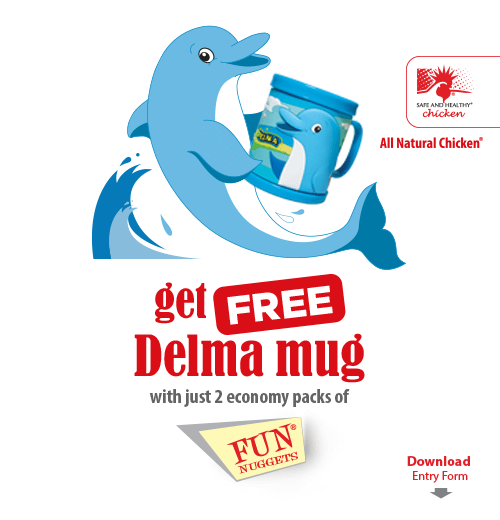 SAFE AND HEALTHY®
chicken
All Natural Chicken®
get FREE
Delma mug
with just 2 economy packs of
FUN®
NUGGETS
Download
Entry Form